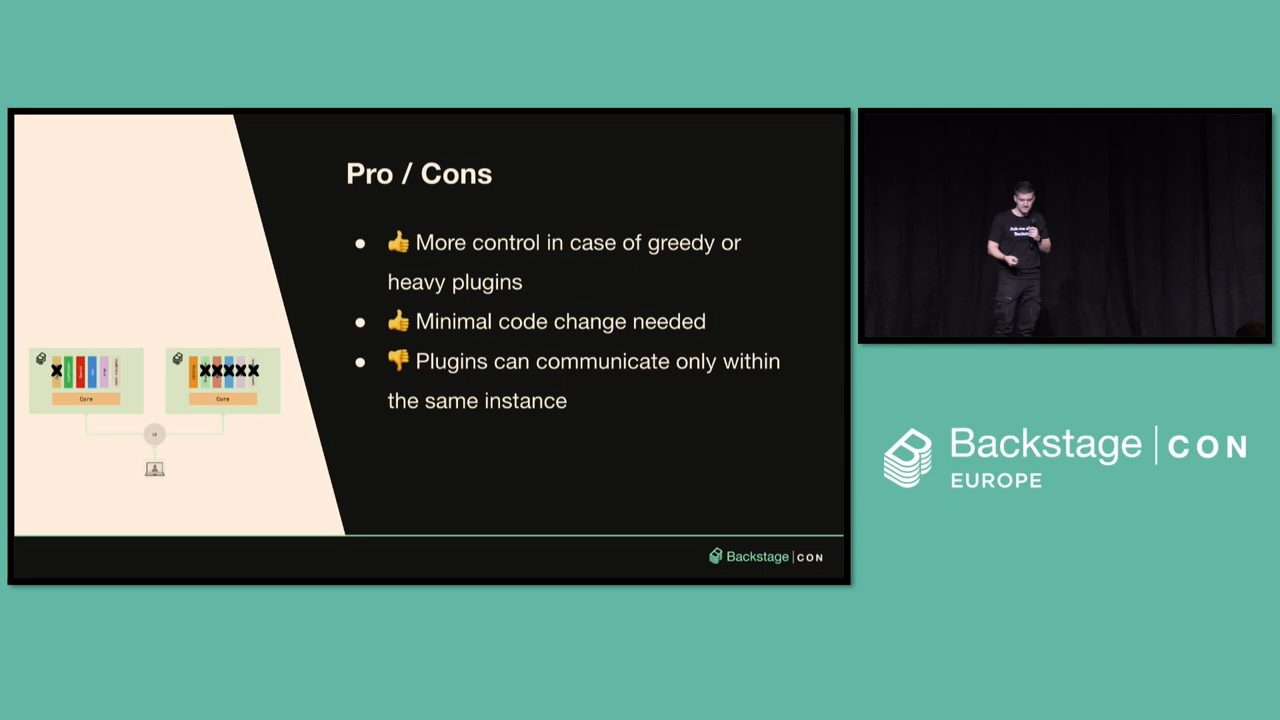 Pro / Cons
👍 More control in case of greedy or
heavy plugins
👍 Minimal code change needed
👎 Plugins can communicate only within
the same instance
Core
Core
Backstage | CON
Backstage | CON
EUROPE